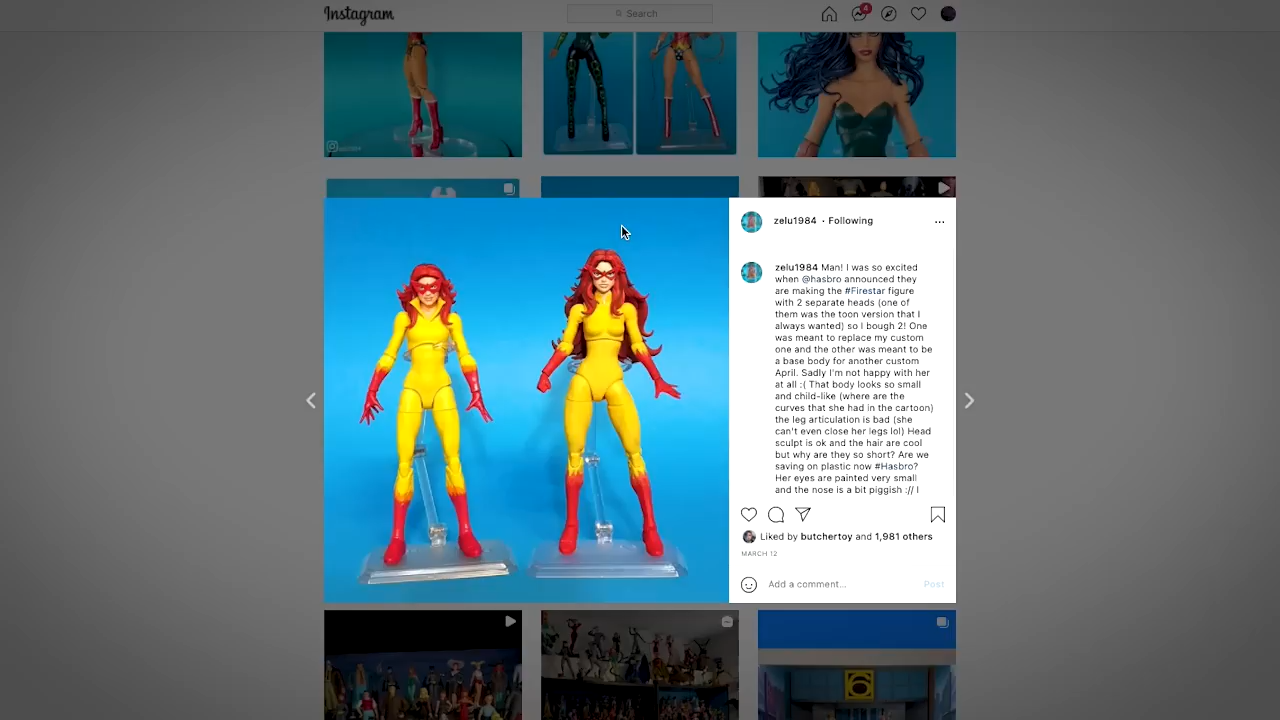 Instagram
Search
4
zelu1984 • Following
...
zelu1984 Man! I was so excited
when @hasbro announced they
are making the #Firestar figure
with 2 separate heads (one of
them was the toon version that I
always wanted) so I bough 2! One
was meant to replace my custom
one and the other was meant to be
a base body for another custom
April. Sadly I'm not happy with her
at all :( That body looks so small
and child-like (where are the
curves that she had in the cartoon)
the leg articulation is bad (she
can't even close her legs lol) Head
sculpt is ok and the hair are cool
but why are they so short? Are we
saving on plastic now #Hasbro?
Her eyes are painted very small
and the nose is a bit piggish :// I
Liked by butchertoy and 1,981 others
MARCH 12
Add a comment...
Post